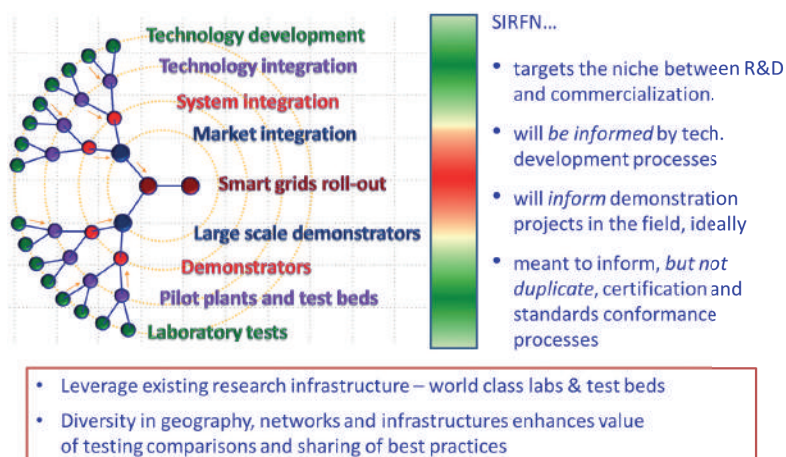 Technology development
Technology integration
System integration
Market integration
Smart grids roll-out
Large scale demonstrators
Demonstrators
Pilot plants and test beds
Laboratory tests
SIRFN...
• targets the niche between R&D
and commercialization.
• will be informed by tech.
development processes
• will inform demonstration
projects in the field, ideally
• meant to inform, but not
duplicate, certification and
standards conformance
processes
• Leverage existing research infrastructure – world class labs & test beds
• Diversity in geography, networks and infrastructures enhances value
of testing comparisons and sharing of best practices